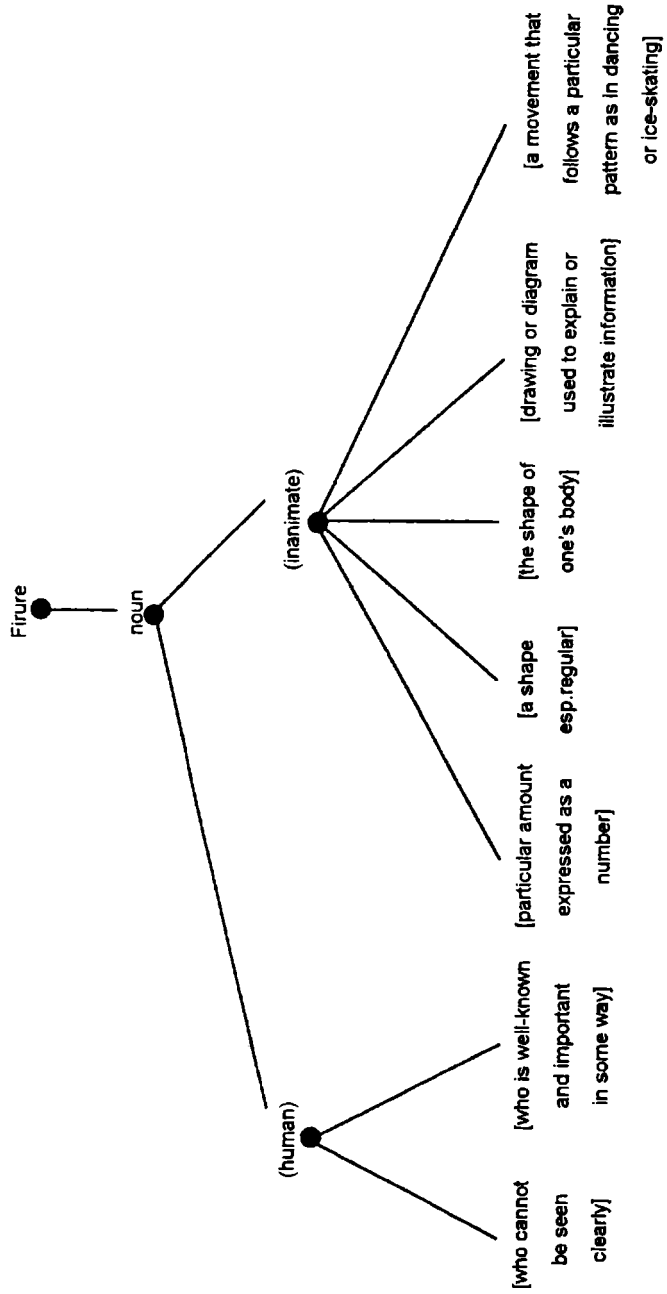 Firure
noun
(human)
(inanimate)
[who cannot
be seen
clearly]
[who is well-known
and important
in some way]
[particular amount
expressed as a
number]
[a shape
esp.regular]
[the shape of
one's body]
[drawing or diagram
used to explain or
illustrate information]
[a movement that
follows a particular
pattern as in dancing
or ice-skating]